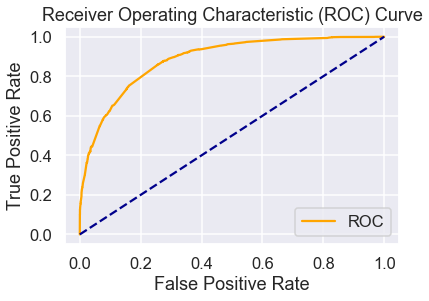 Receiver Operating Characteristic (ROC) Curve
1.0
0.8
0.6
0.4
0.2
0.0
True Positive Rate
ROC
0.0 0.2 0.4 0.6 0.8 1.0
False Positive Rate